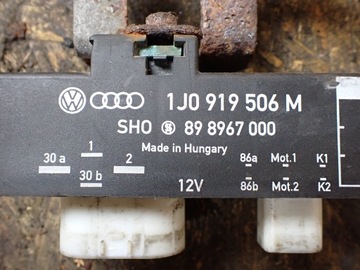 1J0 919 506 M
SHO 89 8967 000
Made in Hungary
30 a 1 2 86a Mot.1 K1
30 b 86b Mot.2 K2
12V